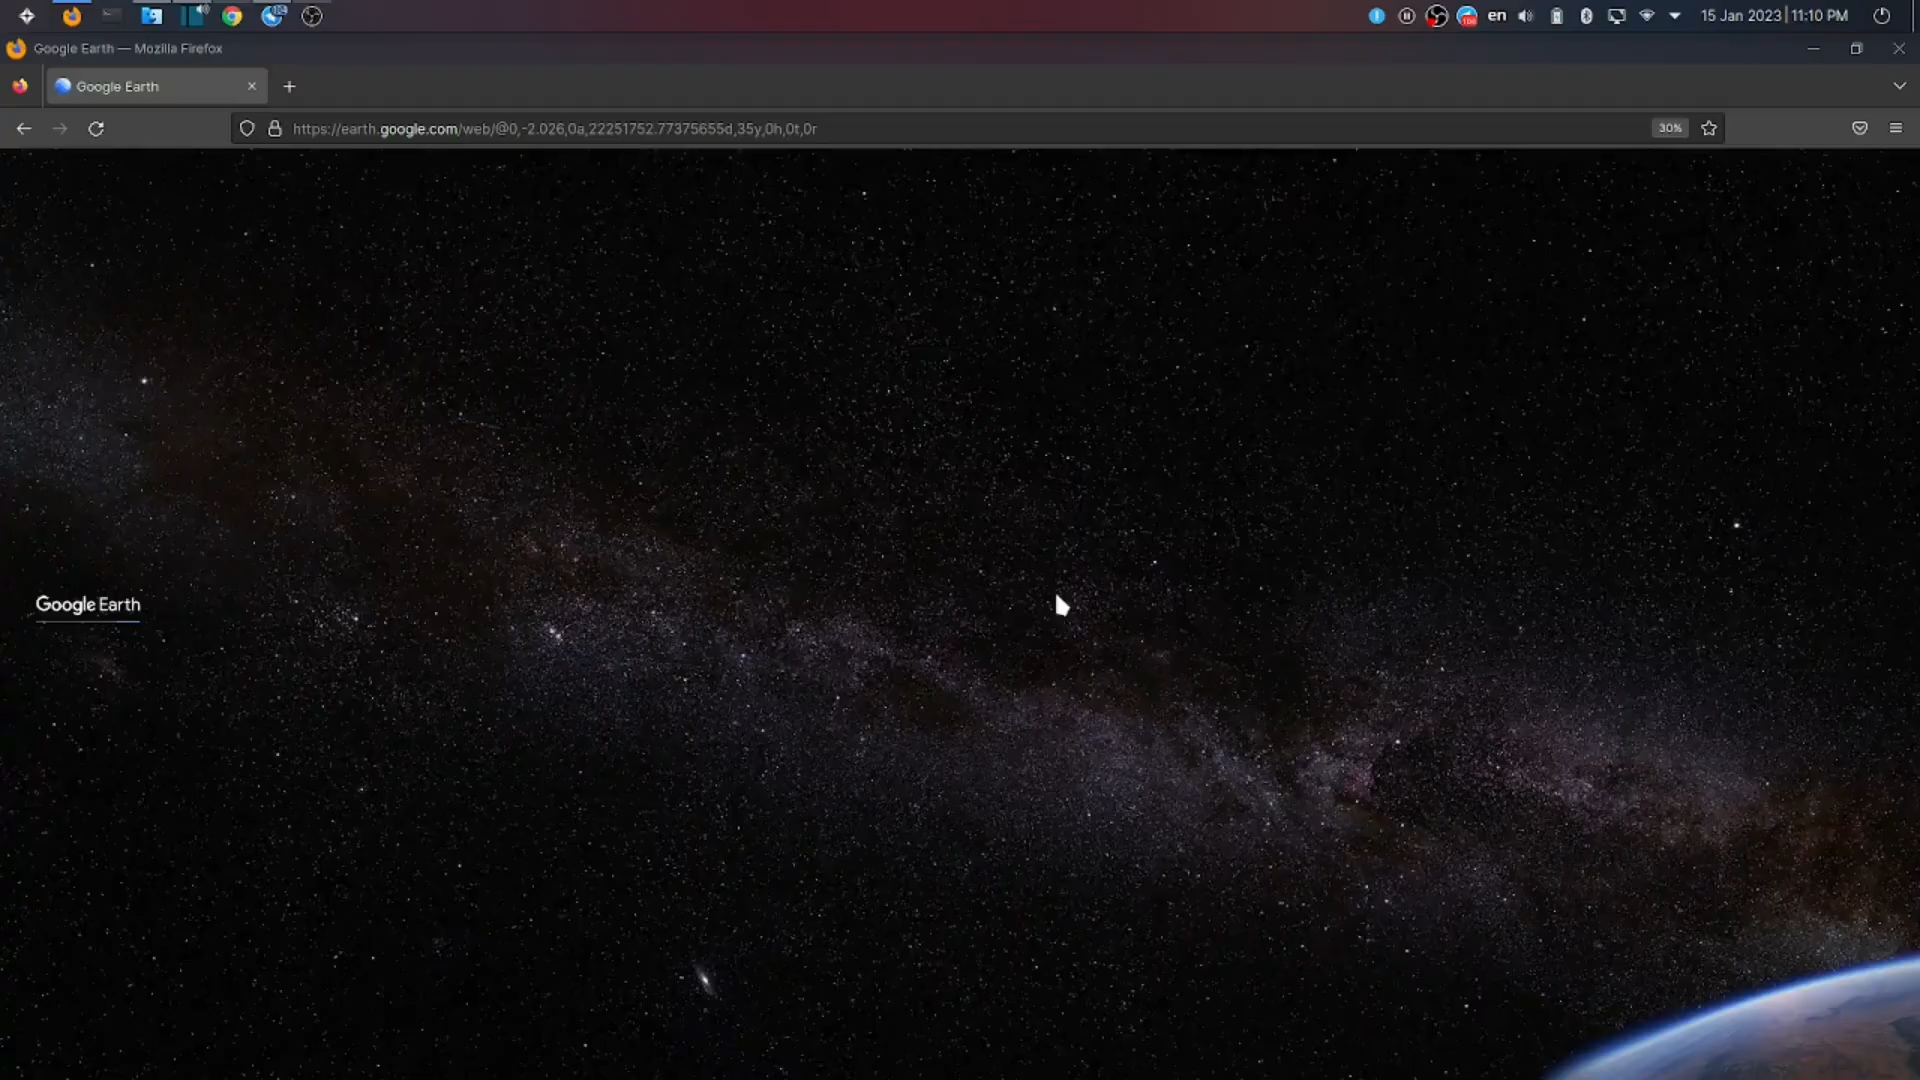 en
15 Jan 2023 11:10 PM
Google Earth — Mozilla Firefox
Google Earth
https://earth.google.com/web/@0,-2.026,0a,22251752.77375655d,35y,0h,0t,0r
30%
Google Earth